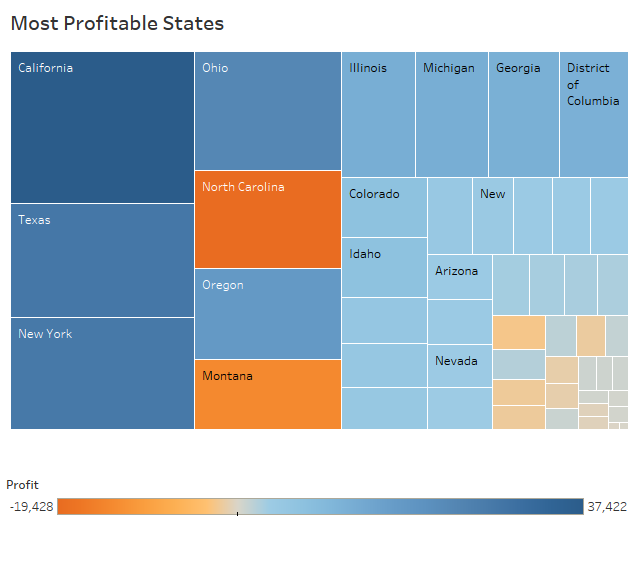 Most Profitable States
California
Ohio
Illinois
Michigan
Georgia
District
of
Columbia
North Carolina
Colorado
New
Texas
Idaho
Arizona
Oregon
New York
Nevada
Montana
Profit
-19,428
37,422